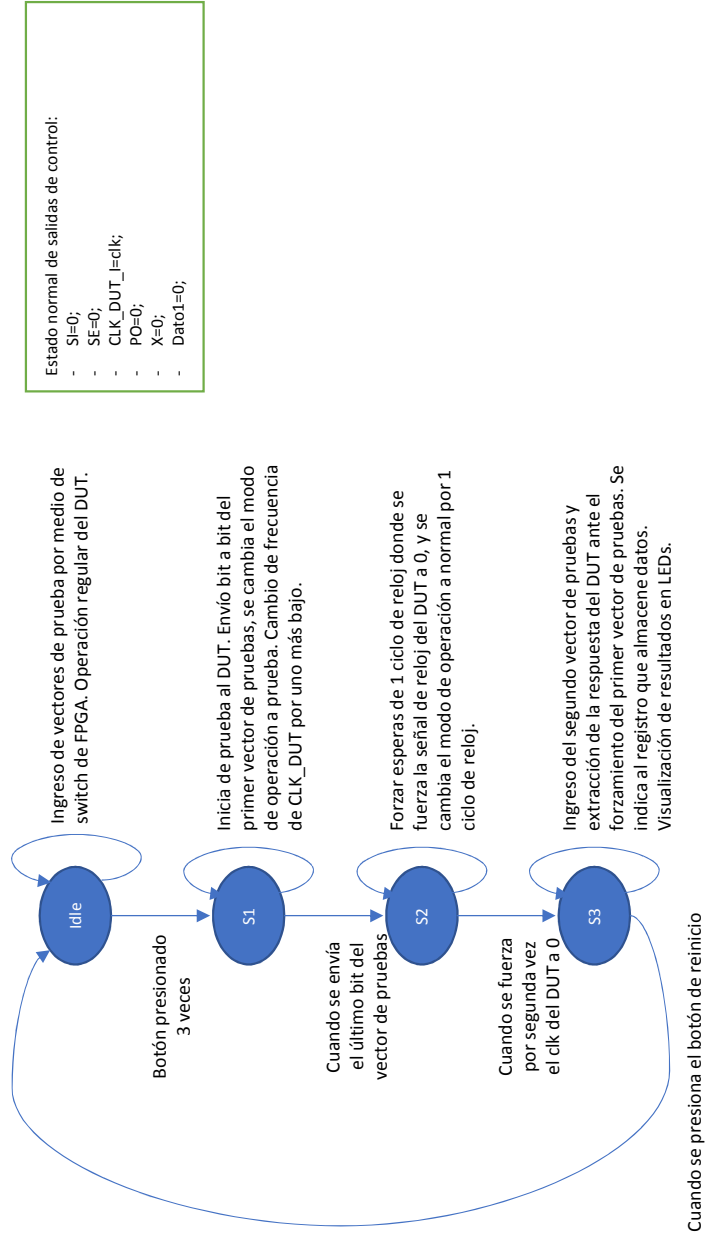 Estado normal de salidas de control:
- SI=0;
- SE=0;
- CLK_DUT_I=clk;
- PO=0;
- X=0;
- Dato1=0;
Idle
Ingreso de vectores de prueba por medio de
switch de FPGA. Operación regular del DUT.
Botón presionado
3 veces
S1
Inicia de prueba al DUT. Envío bit a bit del
primer vector de pruebas, se cambia el modo
de operación a prueba. Cambio de frecuencia
de CLK_DUT por uno más bajo.
Cuando se envía
el último bit del
vector de pruebas
S2
Forzar esperas de 1 ciclo de reloj donde se
fuerza la señal de reloj del DUT a 0, y se
cambia el modo de operación a normal por 1
ciclo de reloj.
Cuando se fuerza
por segunda vez
el clk del DUT a 0
S3
Ingreso del segundo vector de pruebas y
extracción de la respuesta del DUT ante el
forzamiento del primer vector de pruebas. Se
indica al registro que almacene datos.
Visualización de resultados en LEDs.
Cuando se presiona el botón de reinicio